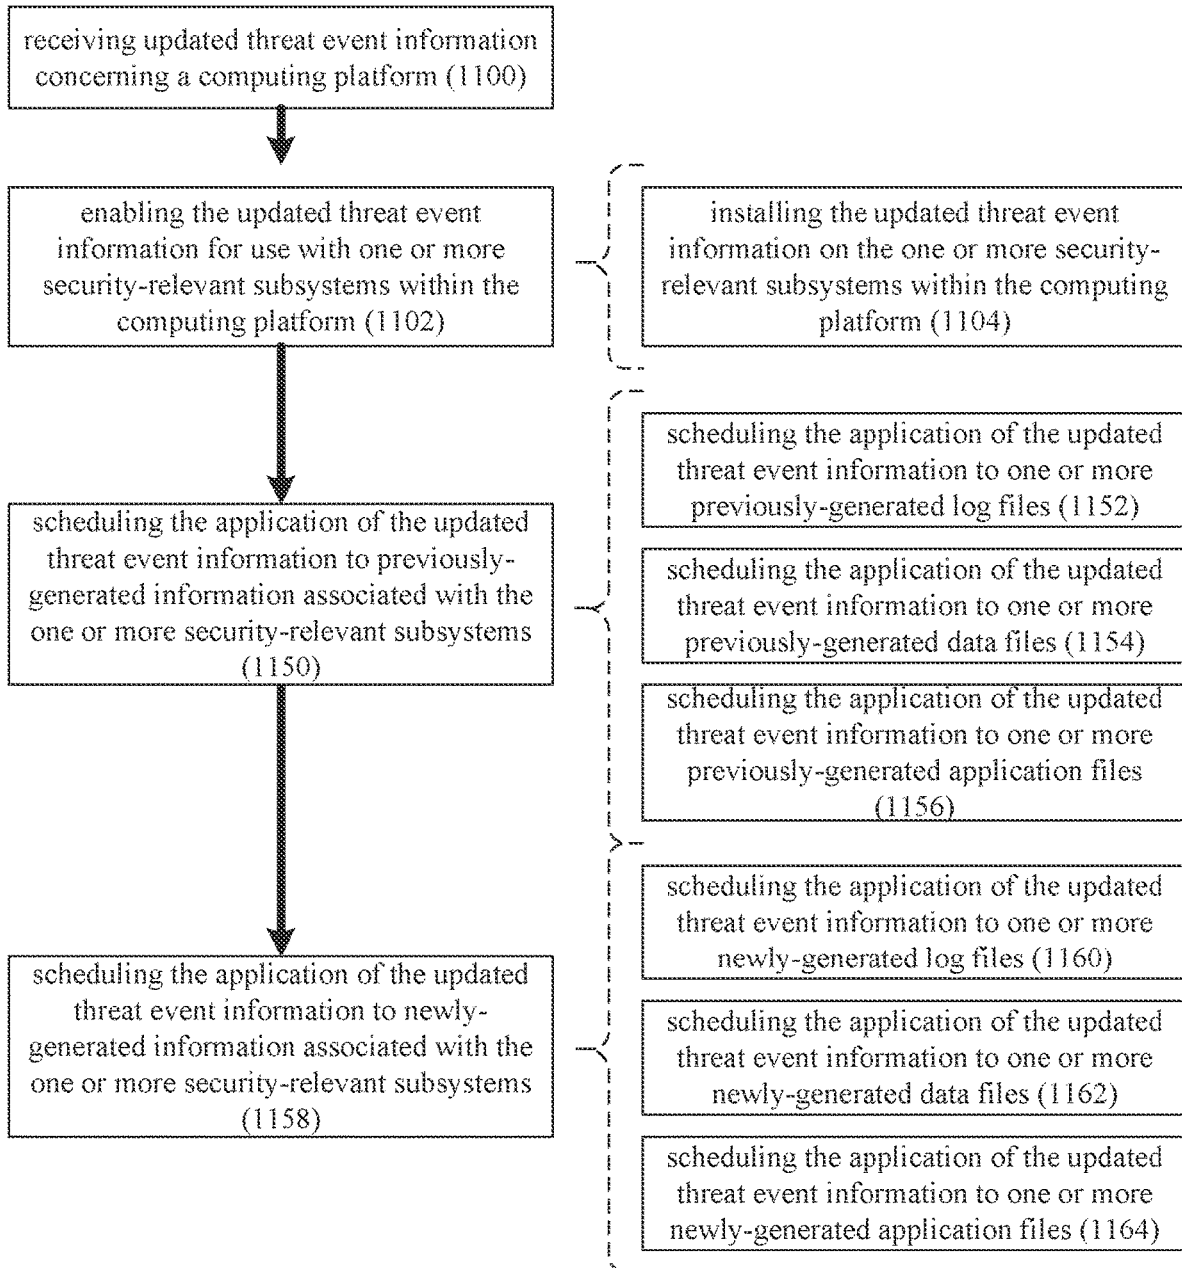 receiving updated threat event information
concerning a computing platform (1100)
enabling the updated threat event
information for use with one or more
security-relevant subsystems within the
computing platform (1102)
installing the updated threat event
information on the one or more security-
relevant subsystems within the computing
platform (1104)
scheduling the application of the updated
threat event information to previously-
generated information associated with the
one or more security-relevant subsystems
(1150)
scheduling the application of the updated
threat event information to one or more
previously-generated log files (1152)
scheduling the application of the updated
threat event information to one or more
previously-generated data files (1154)
scheduling the application of the updated
threat event information to one or more
previously-generated application files
(1156)
scheduling the application of the updated
threat event information to newly-
generated information associated with the
one or more security-relevant subsystems
(1158)
scheduling the application of the updated
threat event information to one or more
newly-generated log files (1160)
scheduling the application of the updated
threat event information to one or more
newly-generated data files (1162)
scheduling the application of the updated
threat event information to one or more
newly-generated application files (1164)